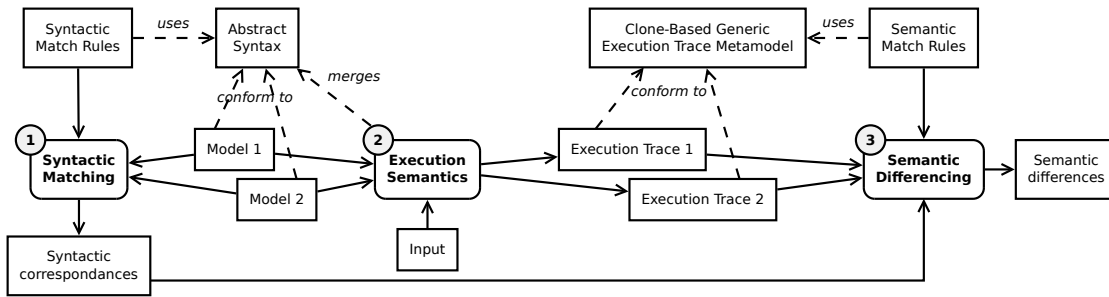 Syntactic
Match Rules
uses
Abstract
Syntax
Clone-Based Generic
Execution Trace Metamodel
uses
Semantic
Match Rules
merges
conform to
conform to
1
Syntactic
Matching
Model 1
Model 2
2
Execution
Semantics
Execution Trace 1
Execution Trace 2
3
Semantic
Differencing
Semantic
differences
Syntactic
correspondances
Input